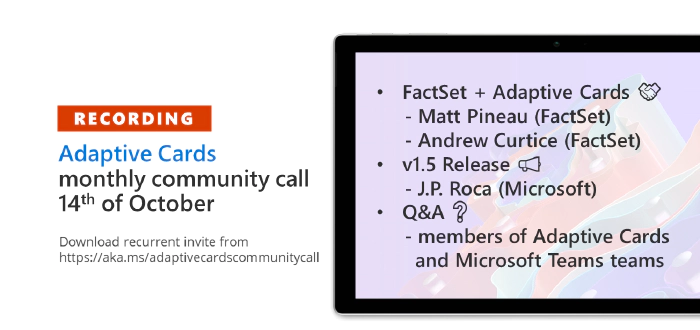 RECORDING
Adaptive Cards
monthly community call
14th of October
Download recurrent invite from
https://aka.ms/adaptivecardscommunitycall
• FactSet + Adaptive Cards
- Matt Pineau (FactSet)
- Andrew Curtice (FactSet)
• v1.5 Release
- J.P. Roca (Microsoft)
• Q&A
- members of Adaptive Cards
and Microsoft Teams teams